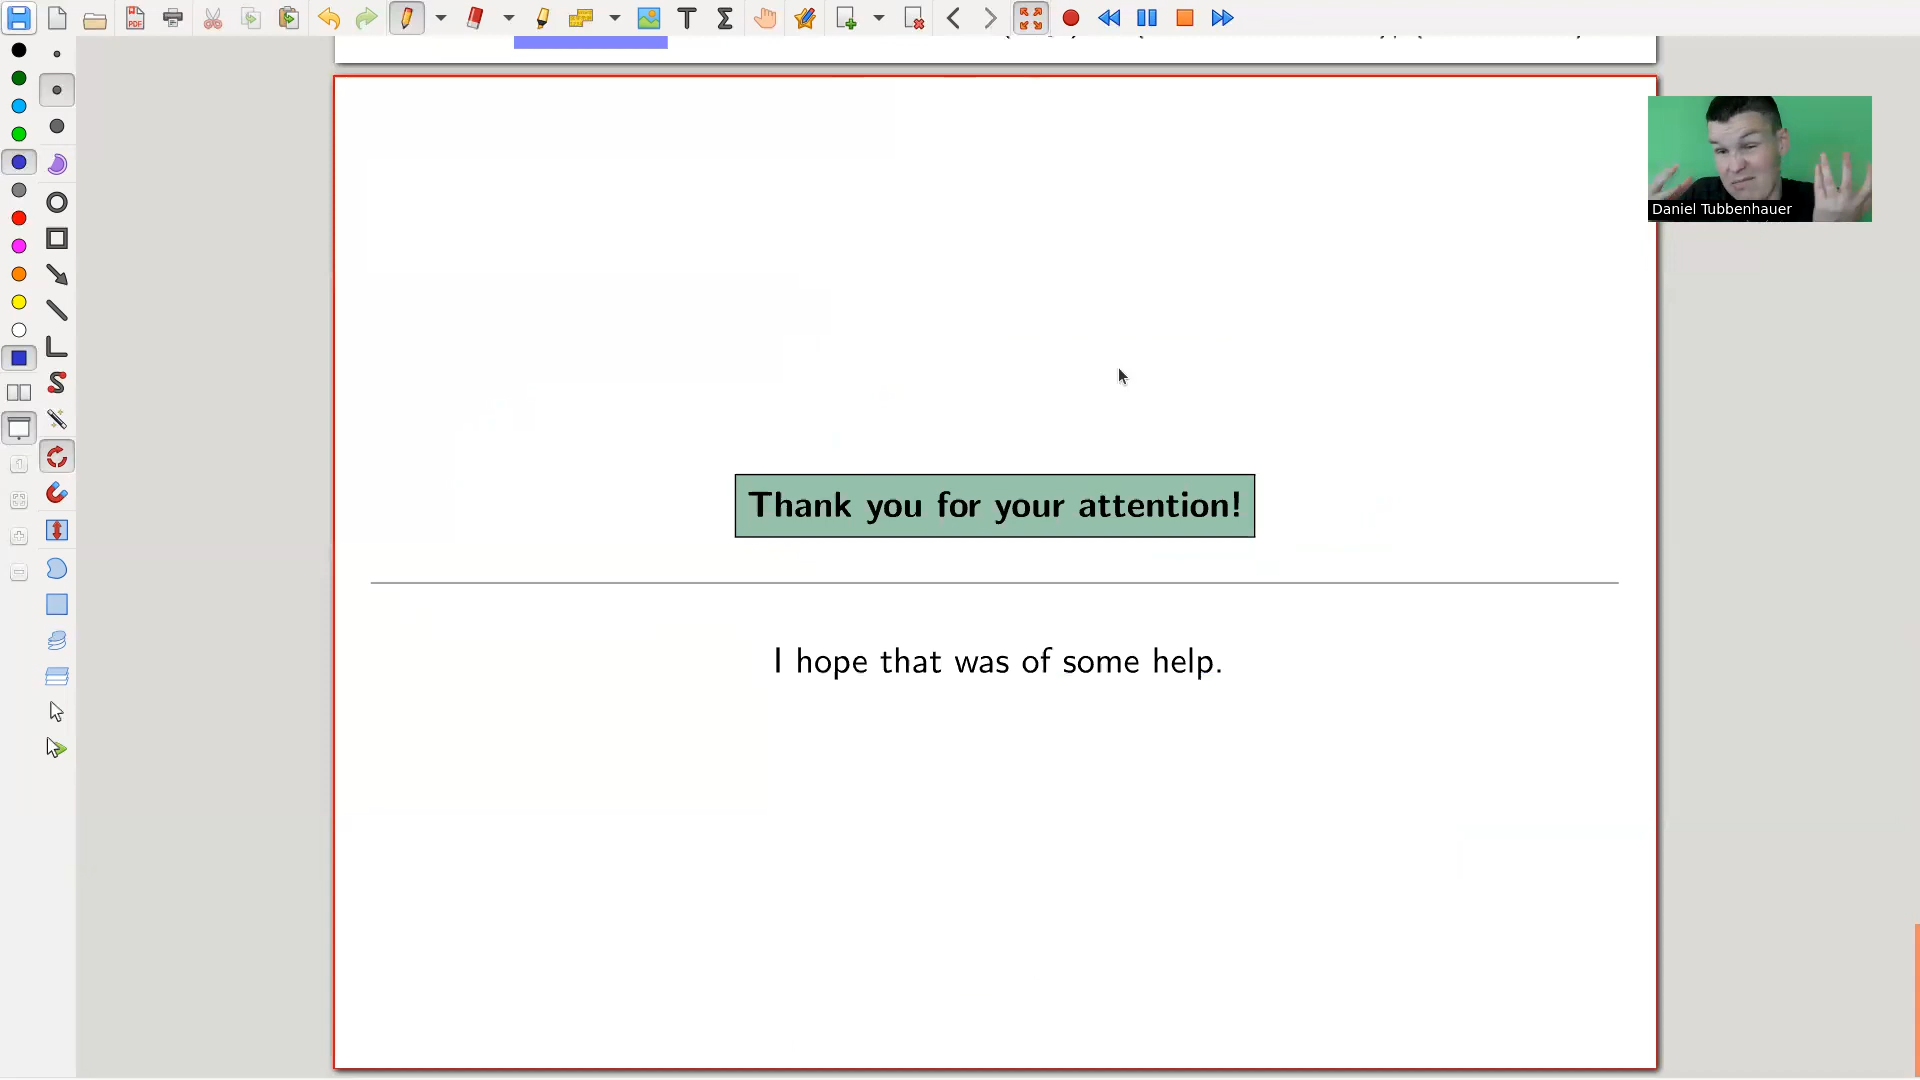 Daniel Tubbenhauer
Thank you for your attention!
I hope that was of some help.